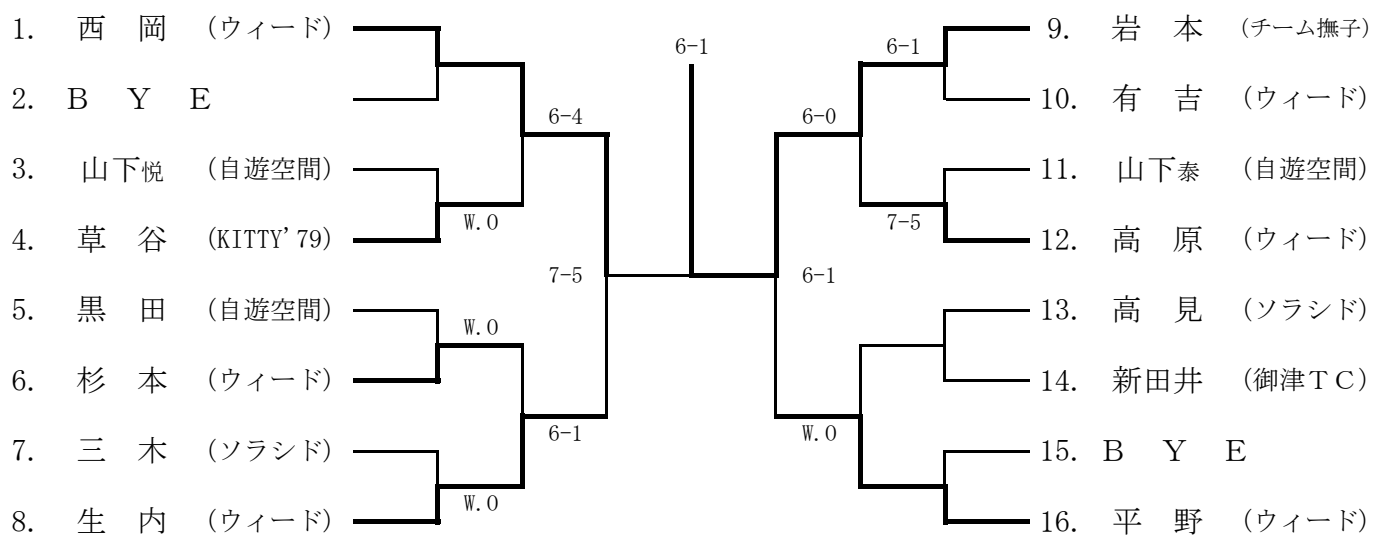 1. 西 岡 (ウィード)
2. B Y E
3. 山下悦 (自遊空間)
4. 草 谷 (KITTY'79)
5. 黒 田 (自遊空間)
6. 杉 本 (ウィード)
7. 三 木 (ソラシド)
8. 生 内 (ウィード)
6-4
W.O
7-5
W.O
6-1
W.O
6-1
6-1
6-0
7-5
6-1
W.O
9. 岩 本 (チーム撫子)
10. 有 吉 (ウィード)
11. 山下泰 (自遊空間)
12. 高 原 (ウィード)
13. 高 見 (ソラシド)
14. 新田井 (御津TC)
15. B Y E
16. 平 野 (ウィード)